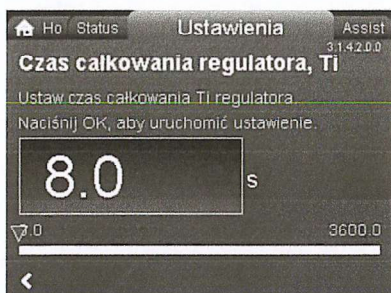 Ho Status Ustawienia Assist
3.1.4.2.0.0
Czas całkowania regulatora, Ti
Ustaw czas całkowania Ti regulatora.
Naciśnij OK, aby uruchomić ustawienie.
8.0 s
3600.0